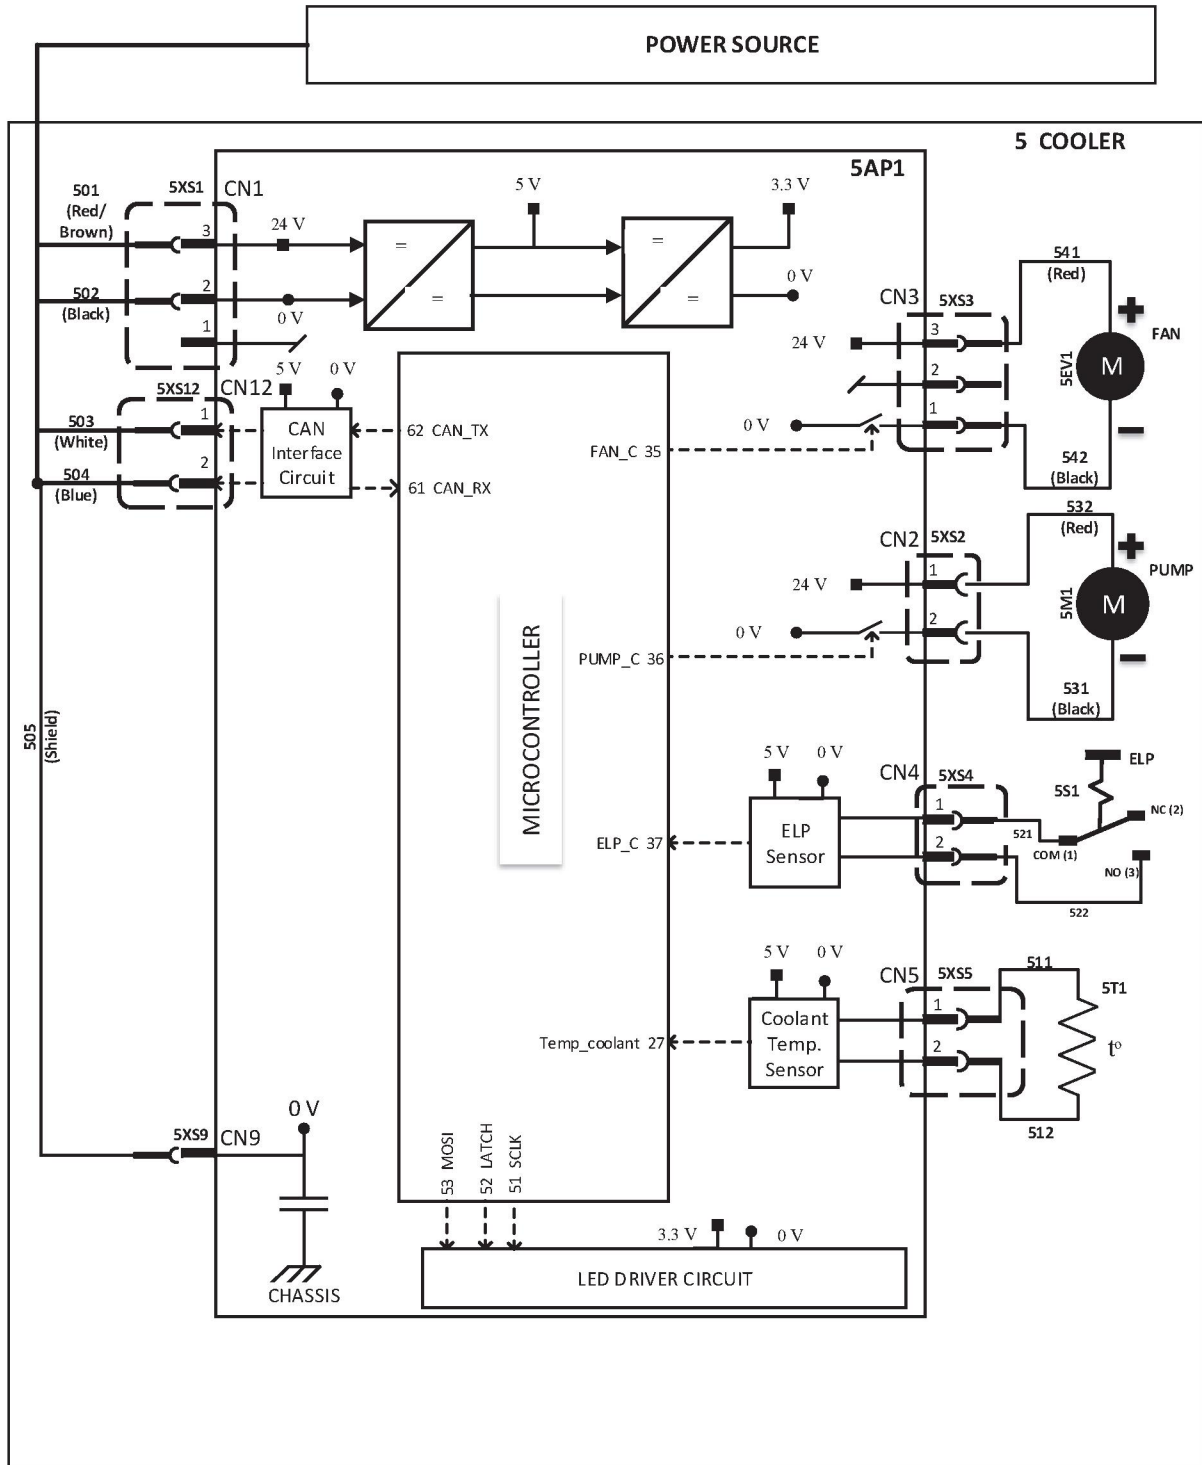 POWER SOURCE
5 COOLER
5AP1
501
(Red/
Brown)
5XS1
CN1
3
24 V
5 V
3.3 V
=
=
=
=
502
(Black)
2
0 V
0 V
1
5XS12
CN12
5 V
0 V
503
(White)
1
504
(Blue)
2
CAN
Interface
Circuit
62 CAN_TX
61 CAN_RX
MICROCONTROLLER
FAN_C 35
CN3
5XS3
24 V
3
2
0 V
1
541
(Red)
+
FAN
5EV1
M
−
542
(Black)
CN2
5XS2
24 V
1
0 V
2
PUMP_C 36
532
(Red)
+
PUMP
5M1
M
−
531
(Black)
505
(Shield)
5 V
0 V
ELP
Sensor
ELP_C 37
CN4
5XS4
1
2
521
522
5S1
ELP
NC (2)
COM (1)
NO (3)
5 V
0 V
Coolant
Temp.
Sensor
Temp_coolant 27
CN5
5XS5
1
2
511
5T1
tº
512
5XS9
CN9
0 V
CHASSIS
53 MOSI
52 LATCH
51 SCLK
3.3 V
0 V
LED DRIVER CIRCUIT